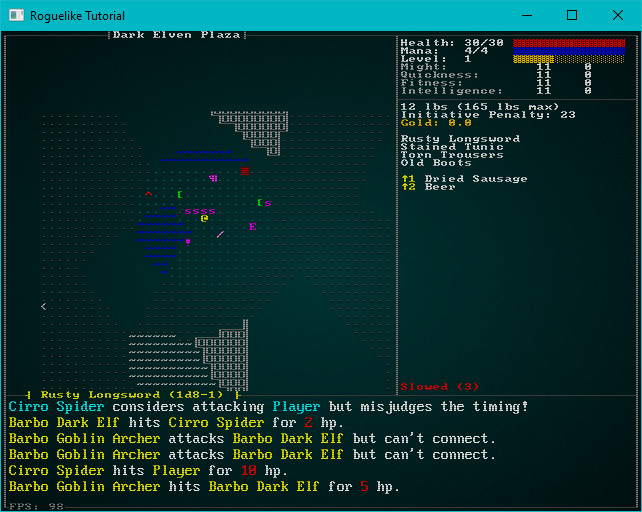 Roguelike Tutorial
Dark Elven Plaza
Health: 30/30
Mana: 4/4
Level: 1
Might: 11 0
Quickness: 11 0
Fitness: 11 0
Intelligence: 11 0
12 lbs (165 lbs max)
Initiative Penalty: 23
Gold: 0.0
Rusty Longsword
Stained Tunic
Torn Trousers
Old Boots
↑1 Dried Sausage
↑2 Beer
Slowed (3)
Rusty Longsword (1d8-1)
Cirro Spider considers attacking Player but misjudges the timing!
Barbo Dark Elf hits Cirro Spider for 2 hp.
Barbo Goblin Archer attacks Barbo Dark Elf but can't connect.
Barbo Goblin Archer attacks Barbo Dark Elf but can't connect.
Cirro Spider hits Player for 10 hp.
Barbo Goblin Archer hits Barbo Dark Elf for 5 hp.
FPS: 98